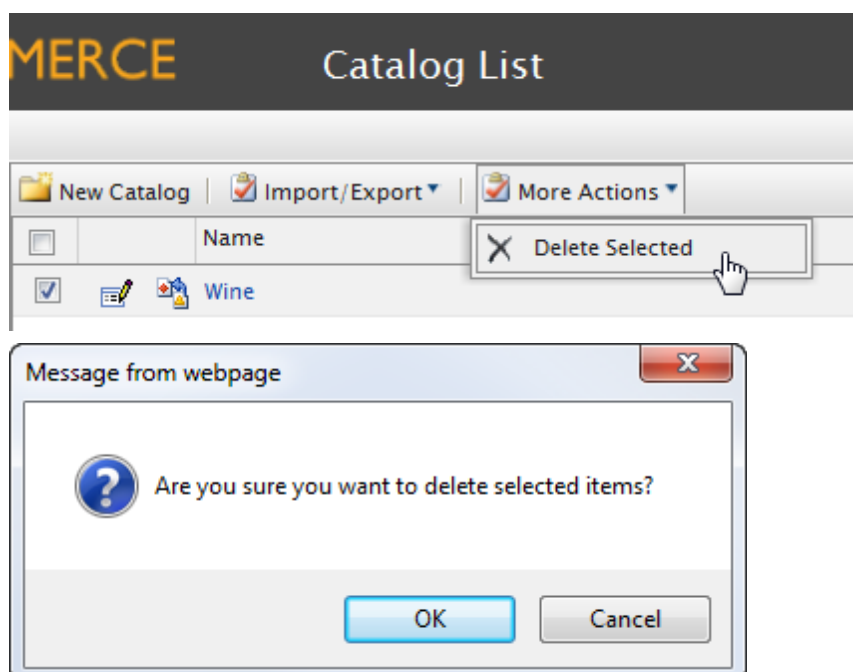 MERCE Catalog List
New Catalog Import/Export More Actions
Name Delete Selected
Wine
Message from webpage
Are you sure you want to delete selected items?
OK Cancel